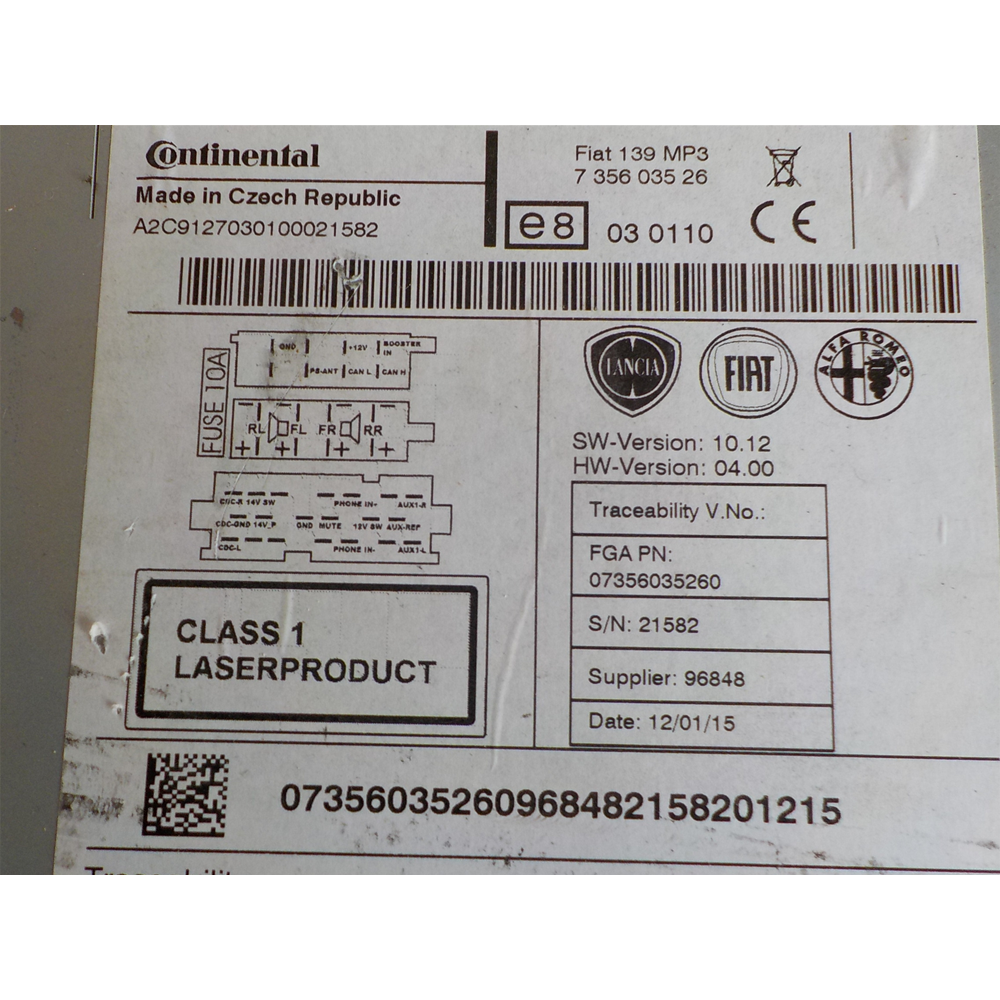 Continental
Made in Czech Republic
A2C9127030100021582
Fiat 139 MP3
7 356 035 26
e8
03 0110
CE
FUSE 10A
GND +12V BOOSTER IN
PS-ANT CAN L CAN H
RL FL FR RR
CDC-R 14V SW PHONE IN+ AUX1-R
CDC-GND 14V_P GND MUTE 12V SW AUX-REF
CDC-L PHONE IN- AUX1-L
LANCIA FIAT ALFA ROMEO
SW-Version: 10.12
HW-Version: 04.00
Traceability V.No.:
FGA PN:
07356035260
S/N: 21582
Supplier: 96848
Date: 12/01/15
CLASS 1
LASERPRODUCT
07356035260968482158201215